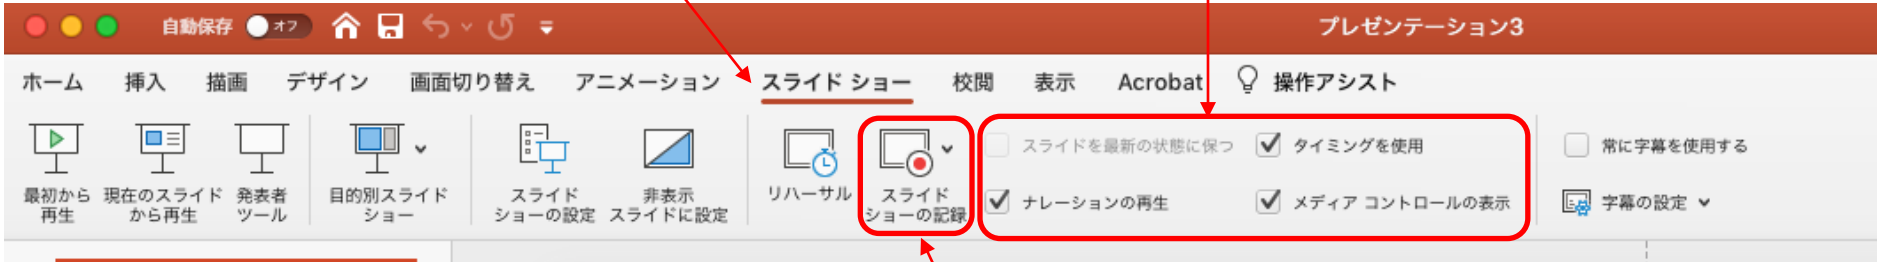 自動保存 オフ
プレゼンテーション3
ホーム 挿入 描画 デザイン 画面切り替え アニメーション スライド ショー 校閲 表示 Acrobat 操作アシスト
最初から
再生
現在のスライド
から再生
発表者
ツール
目的別スライド
ショー
スライド
ショーの設定
非表示
スライドに設定
リハーサル
スライド
ショーの記録
スライドを最新の状態に保つ
タイミングを使用
ナレーションの再生
メディア コントロールの表示
常に字幕を使用する
字幕の設定